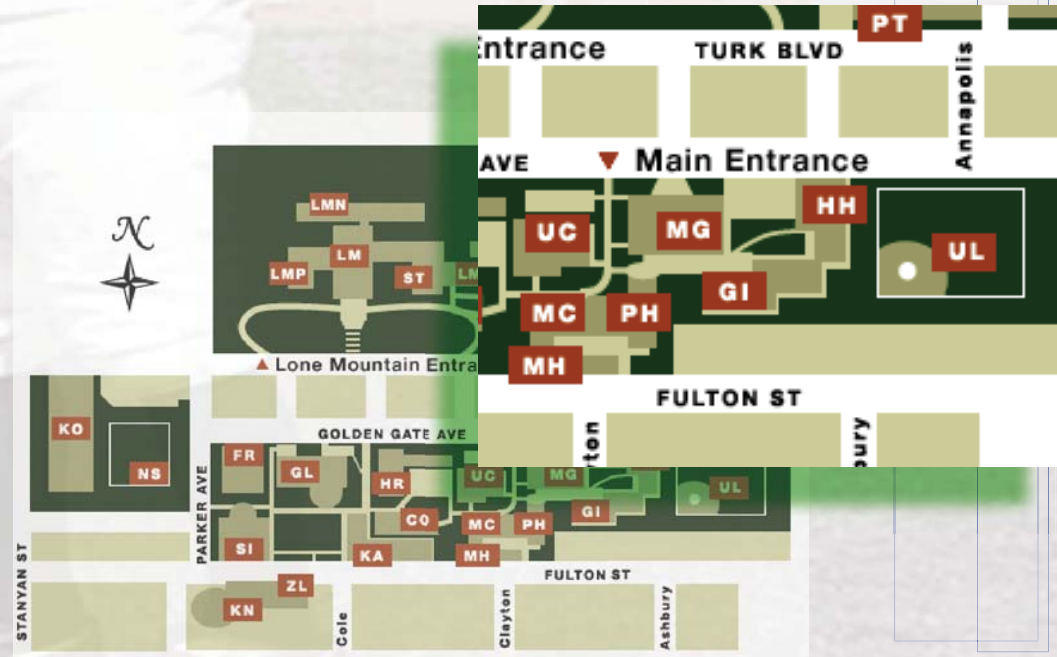 PT
Entrance
TURK BLVD
Annapolis
AVE
Main Entrance
HH
UC
MG
UL
GI
MC
PH
MH
FULTON ST
N
LMN
LM
LMP
ST
LM
Lone Mountain Entra
KO
NS
GOLDEN GATE AVE
PARKER AVE
FR
GL
HR
UC
MG
UL
CO
GI
MC
PH
SI
KA
MH
STANYAN ST
FULTON ST
ZL
KN
Cole
Clayton
Ashbury